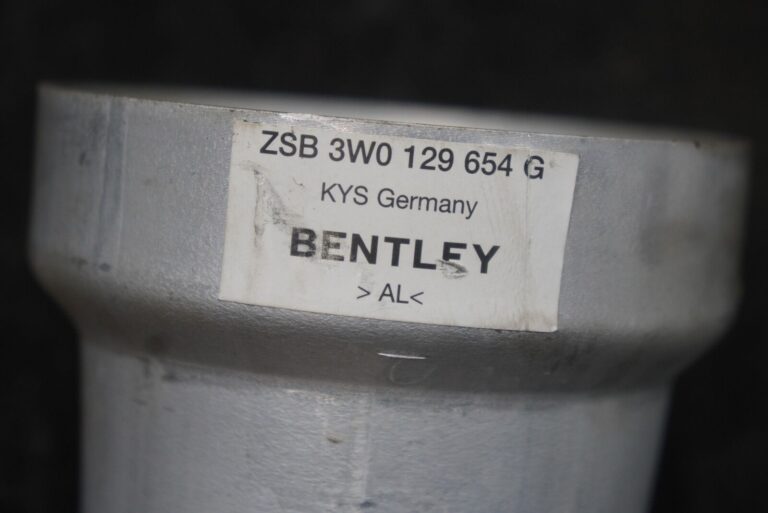 ZSB 3W0 129 654 G
KYS Germany
BENTLEY
> AL<